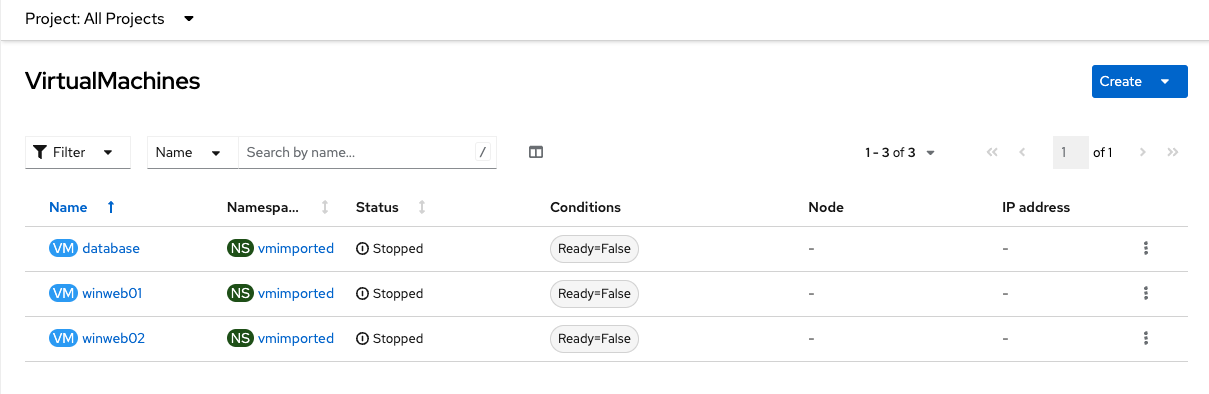 Project: All Projects
VirtualMachines
Create
Filter Name Search by name... / 1 - 3 of 3 1 of 1
Name Namespa... Status Conditions Node IP address
VM database NS vmimported Stopped Ready=False - -
VM winweb01 NS vmimported Stopped Ready=False - -
VM winweb02 NS vmimported Stopped Ready=False - -